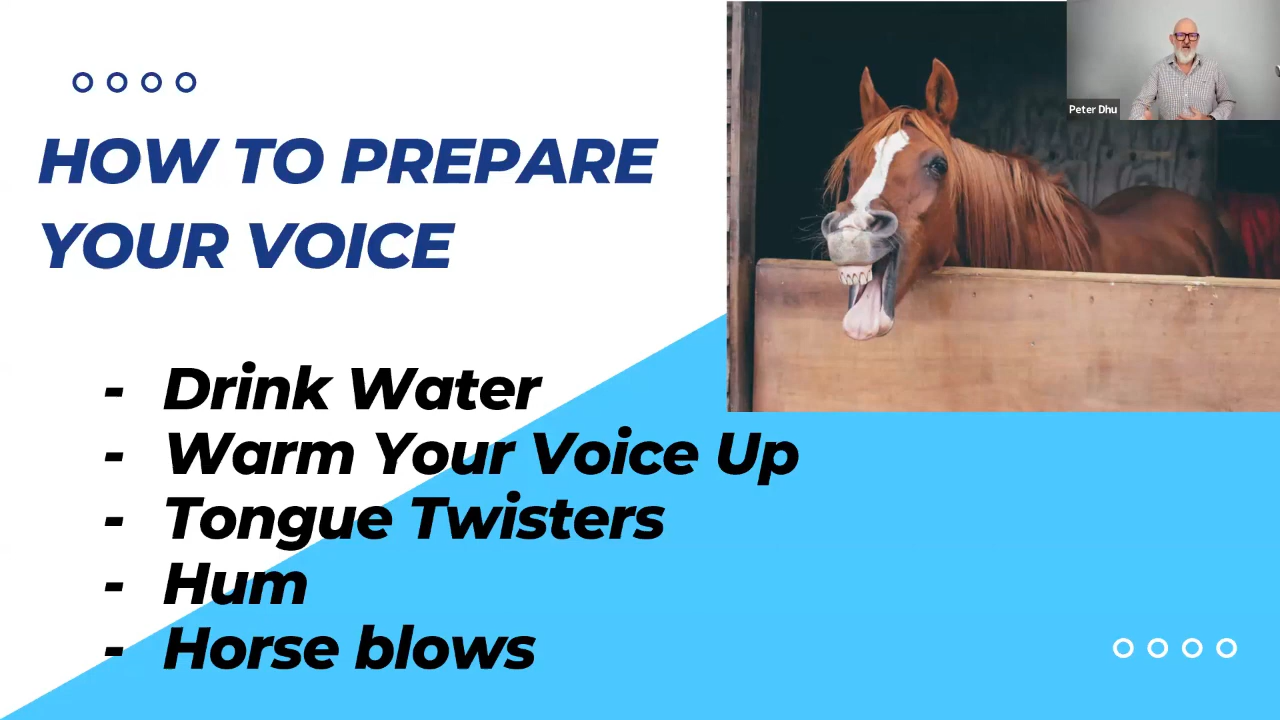 HOW TO PREPARE
YOUR VOICE
- Drink Water
- Warm Your Voice Up
- Tongue Twisters
- Hum
- Horse blows
Peter Dhu